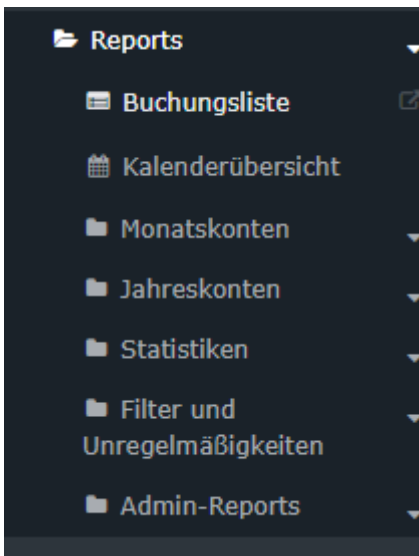 Reports
Buchungsliste
Kalenderübersicht
Monatskonten
Jahreskonten
Statistiken
Filter und
Unregelmäßigkeiten
Admin-Reports